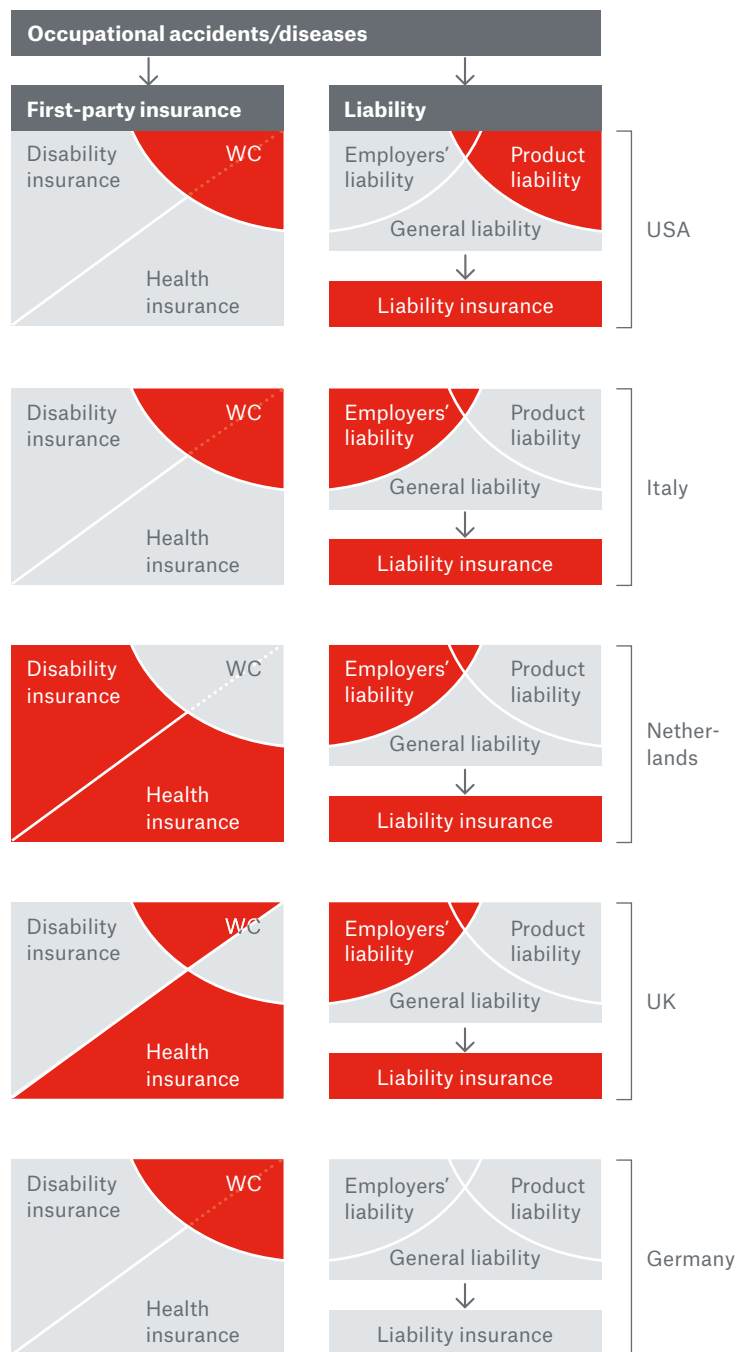 Occupational accidents/diseases
First-party insurance
Liability
Disability
insurance
WC
Health
insurance
Employers’
liability
Product
liability
General liability
Liability insurance
USA
Disability
insurance
WC
Health
insurance
Employers’
liability
Product
liability
General liability
Liability insurance
Italy
Disability
insurance
WC
Health
insurance
Employers’
liability
Product
liability
General liability
Liability insurance
Nether-
lands
Disability
insurance
WC
Health
insurance
Employers’
liability
Product
liability
General liability
Liability insurance
UK
Disability
insurance
WC
Health
insurance
Employers’
liability
Product
liability
General liability
Liability insurance
Germany